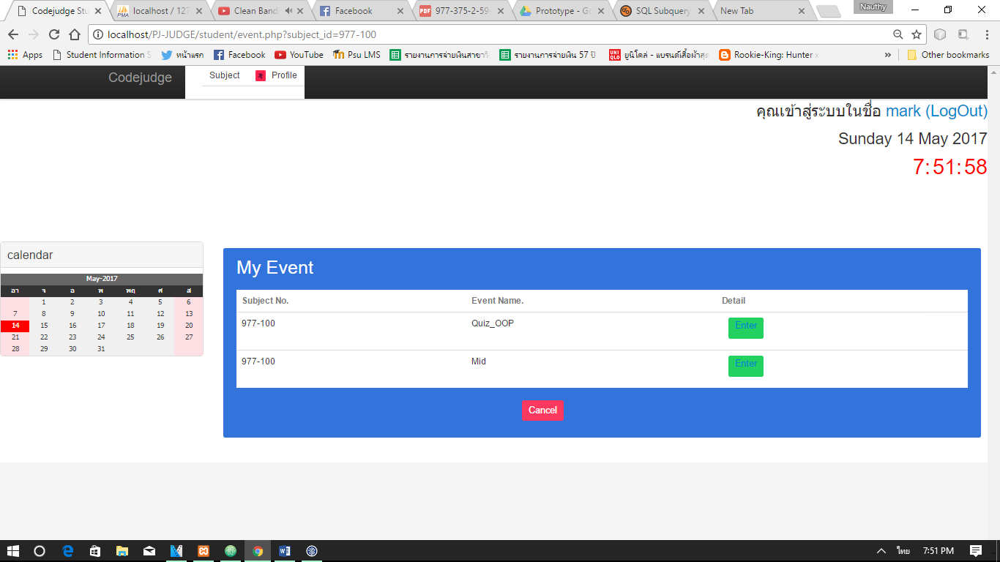 Nauthy
Codejudge Stu
localhost / 127
Clean Band
Facebook
977-375-2-59-
Prototype - Go
SQL Subquery
New Tab
localhost/PJ-JUDGE/student/event.php?subject_id=977-100
Apps Student Information S หน้าแรก Facebook YouTube Psu LMS รายงานการจ่ายเงินสาขาวิ รายงานการจ่ายเงิน 57 ปี ยูนิโคล่ - แบรนด์เสื้อผ้าสุด Rookie-King: Hunter x » Other bookmarks
Codejudge Subject Profile
คุณเข้าสู่ระบบในชื่อ mark (LogOut)
Sunday 14 May 2017
7:51:58
calendar
May-2017
อา จ อ พ พฤ ศ ส
1 2 3 4 5 6
7 8 9 10 11 12 13
14 15 16 17 18 19 20
21 22 23 24 25 26 27
28 29 30 31
My Event
Subject No. Event Name. Detail
977-100 Quiz_OOP Enter
977-100 Mid Enter
Cancel
ไทย 7:51 PM